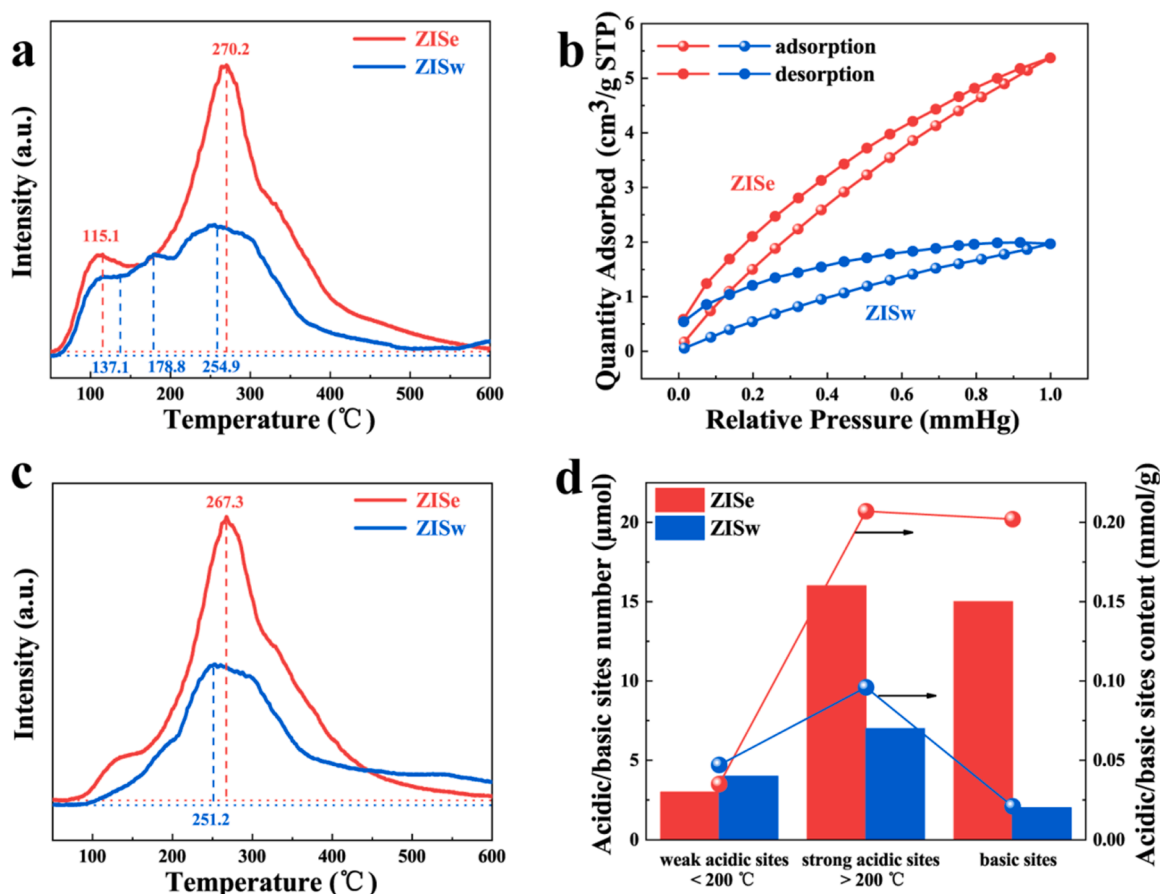 a
ZISe
ZISw
270.2
115.1
137.1
178.8
254.9
Intensity (a.u.)
100
200
300
400
500
600
Temperature (℃)
b
adsorption
desorption
ZISe
ZISw
Quantity Adsorbed (cm³/g STP)
6
5
4
3
2
1
0
0.0
0.2
0.4
0.6
0.8
1.0
Relative Pressure (mmHg)
c
ZISe
ZISw
267.3
251.2
Intensity (a.u.)
100
200
300
400
500
600
Temperature (℃)
d
ZISe
ZISw
Acidic/basic sites number (μmol)
20
15
10
5
0
Acidic/basic sites content (mmol/g)
0.20
0.15
0.10
0.05
0.00
weak acidic sites
< 200 ℃
strong acidic sites
> 200 ℃
basic sites